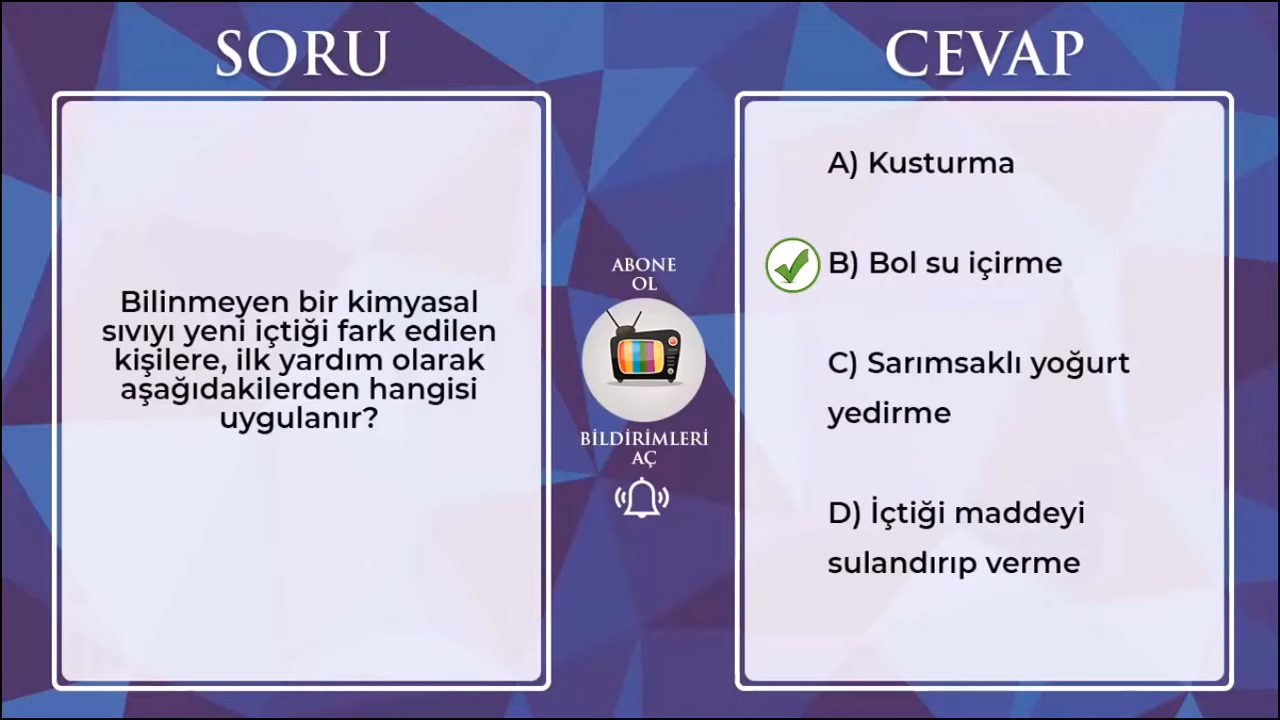 SORU
Bilinmeyen bir kimyasal
sıvıyı yeni içtiği fark edilen
kişilere, ilk yardım olarak
aşağıdakilerden hangisi
uygulanır?
ABONE
OL
BİLDİRİMLERİ
AÇ
CEVAP
A) Kusturma
B) Bol su içirme
C) Sarımsaklı yoğurt
yedirme
D) İçtiği maddeyi
sulandırıp verme